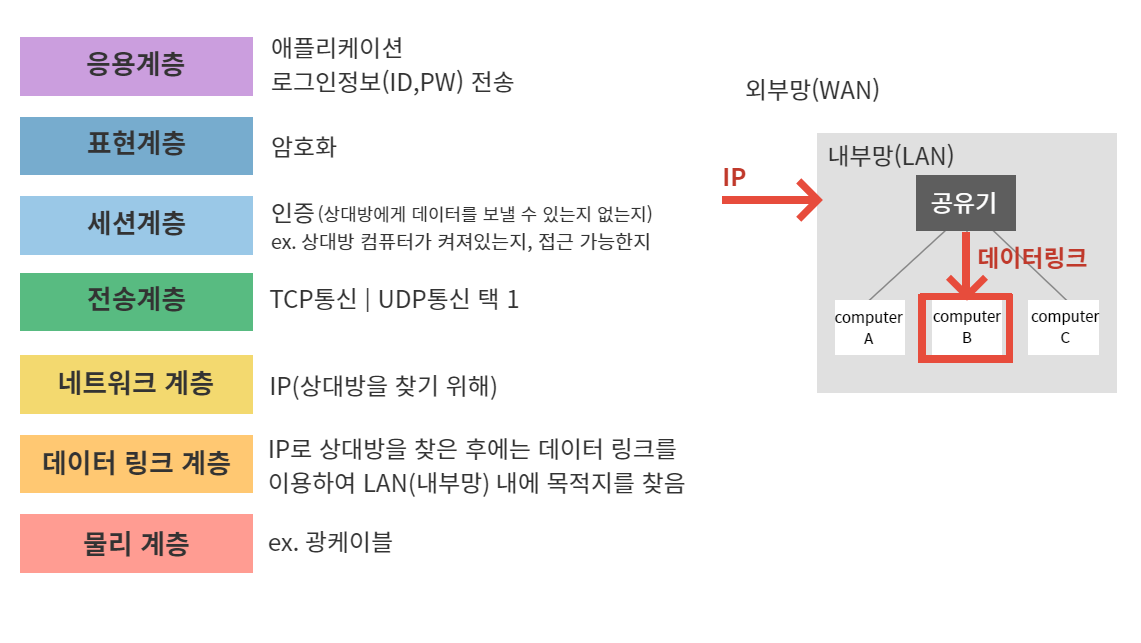 응용계층
애플리케이션
로그인정보(ID,PW) 전송
표현계층
암호화
세션계층
인증(상대방에게 데이터를 보낼 수 있는지 없는지)
ex. 상대방 컴퓨터가 켜져있는지, 접근 가능한지
전송계층
TCP통신 | UDP통신 택 1
네트워크 계층
IP(상대방을 찾기 위해)
데이터 링크 계층
IP로 상대방을 찾은 후에는 데이터 링크를
이용하여 LAN(내부망) 내에 목적지를 찾음
물리 계층
ex. 광케이블
외부망(WAN)
내부망(LAN)
IP
공유기
데이터링크
computer
A
computer
B
computer
C